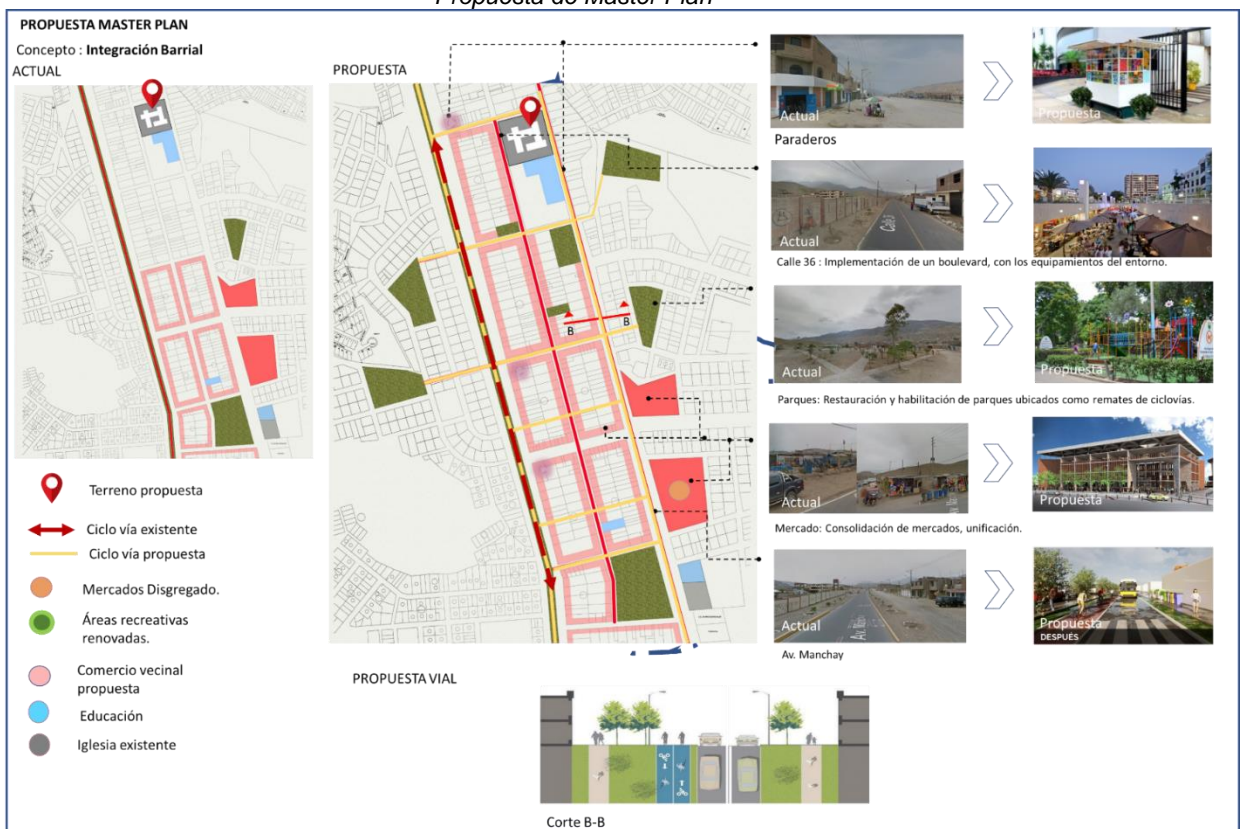 Propuesta de Master Plan
PROPUESTA MASTER PLAN
Concepto : Integración Barrial
ACTUAL
PROPUESTA
B
B
Actual
Propuesta
Paraderos
Actual
Calle 36 : Implementación de un boulevard, con los equipamientos del entorno.
Actual
Propuesta
Parques: Restauración y habilitación de parques ubicados como remates de ciclovías.
Actual
Actual
Propuesta
Mercado: Consolidación de mercados, unificación.
Actual
Propuesta
DESPUÉS
Av. Manchay
Terreno propuesta
Ciclo vía existente
Ciclo vía propuesta
Mercados Disgregado.
Áreas recreativas
renovadas.
Comercio vecinal
propuesta
Educación
Iglesia existente
PROPUESTA VIAL
Corte B-B